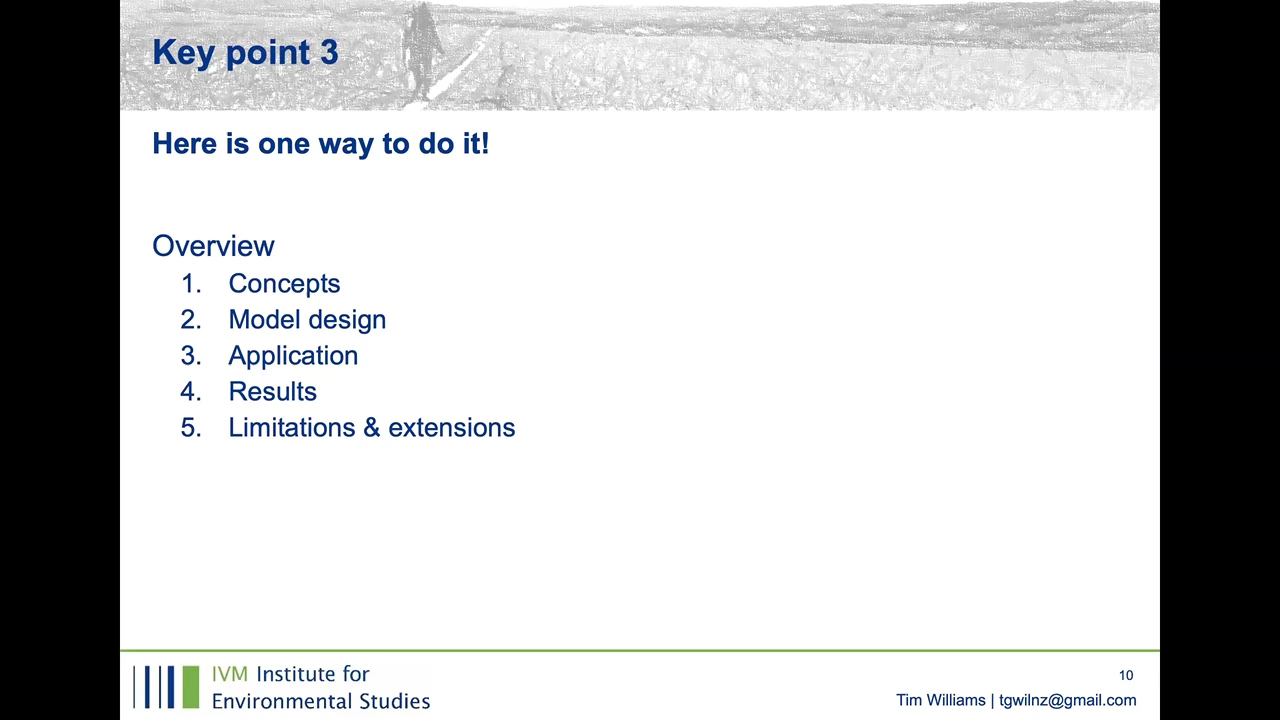 Key point 3
Here is one way to do it!
Overview
1. Concepts
2. Model design
3. Application
4. Results
5. Limitations & extensions
IVM Institute for
Environmental Studies
10
Tim Williams | tgwilnz@gmail.com